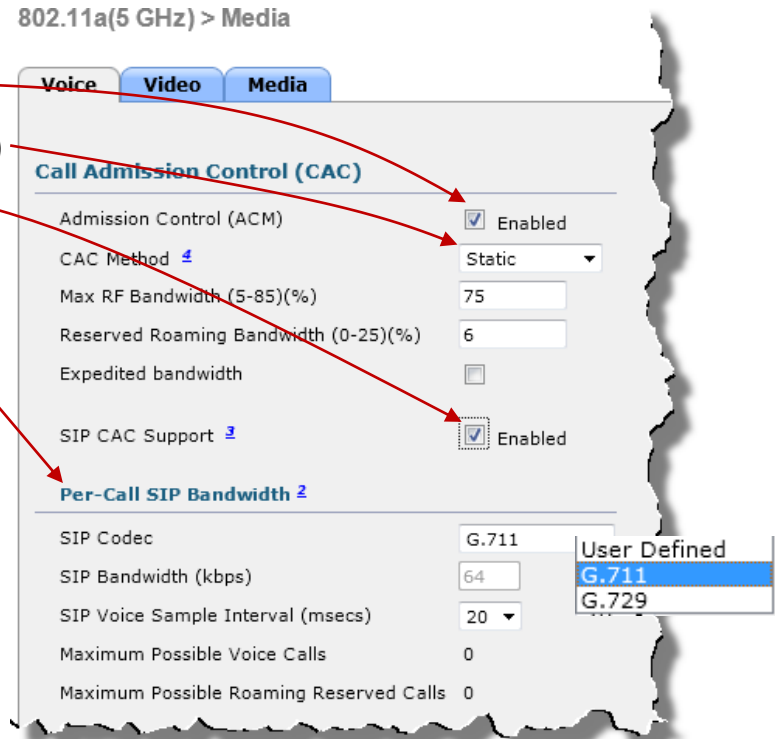 802.11a(5 GHz) > Media
Voice Video Media
)
Call Admission Control (CAC)
Admission Control (ACM) Enabled
CAC Method 4 Static
Max RF Bandwidth (5-85)(%) 75
Reserved Roaming Bandwidth (0-25)(%) 6
Expedited bandwidth
SIP CAC Support 3 Enabled
Per-Call SIP Bandwidth 2
SIP Codec G.711
User Defined
G.711
G.729
SIP Bandwidth (kbps) 64
SIP Voice Sample Interval (msecs) 20
Maximum Possible Voice Calls 0
Maximum Possible Roaming Reserved Calls 0